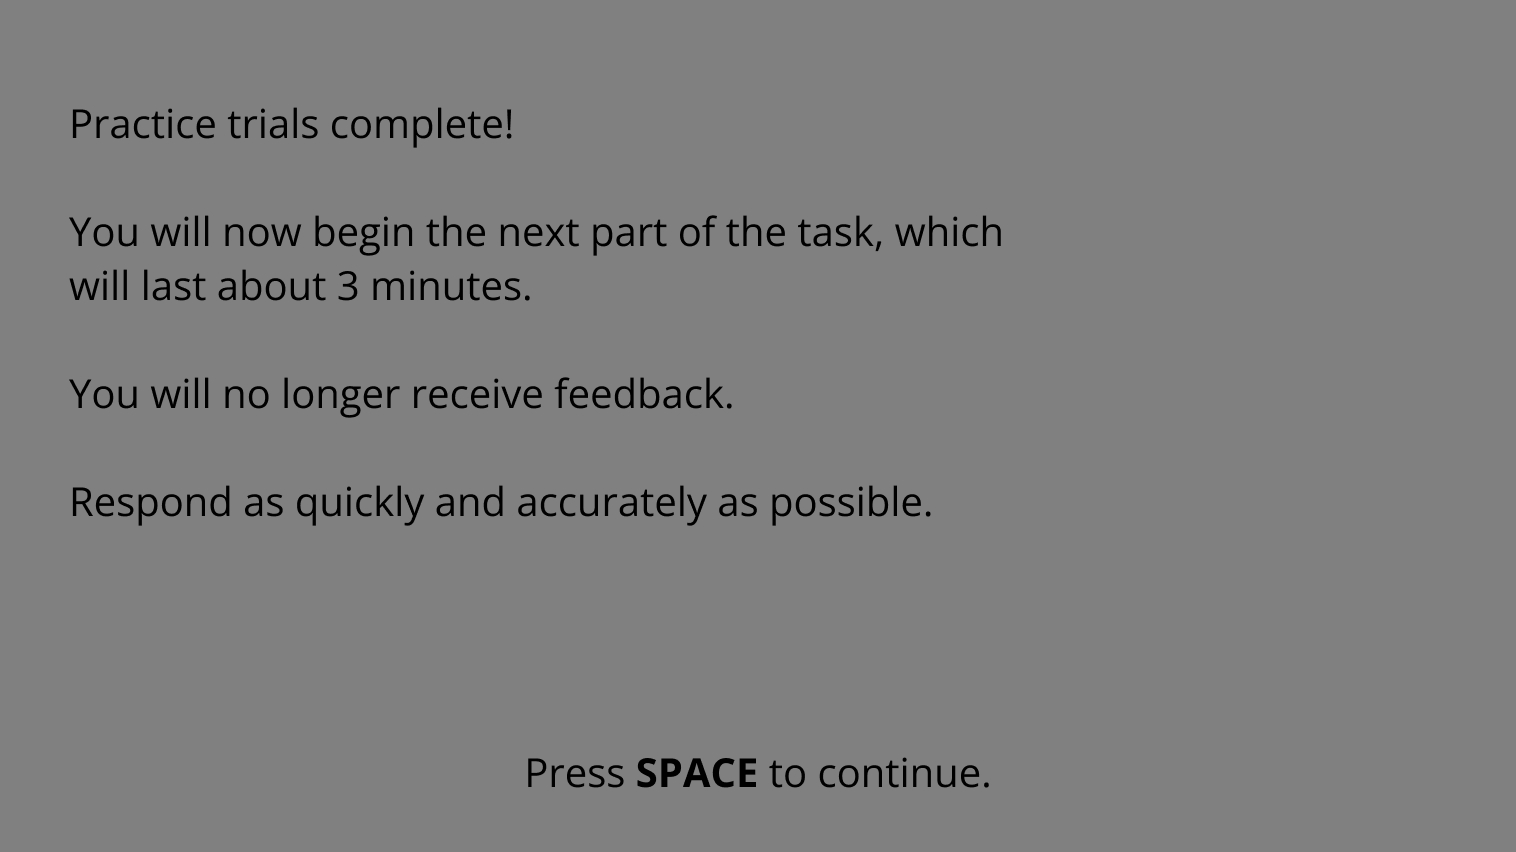 Practice trials complete!
You will now begin the next part of the task, which
will last about 3 minutes.
You will no longer receive feedback.
Respond as quickly and accurately as possible.
Press SPACE to continue.